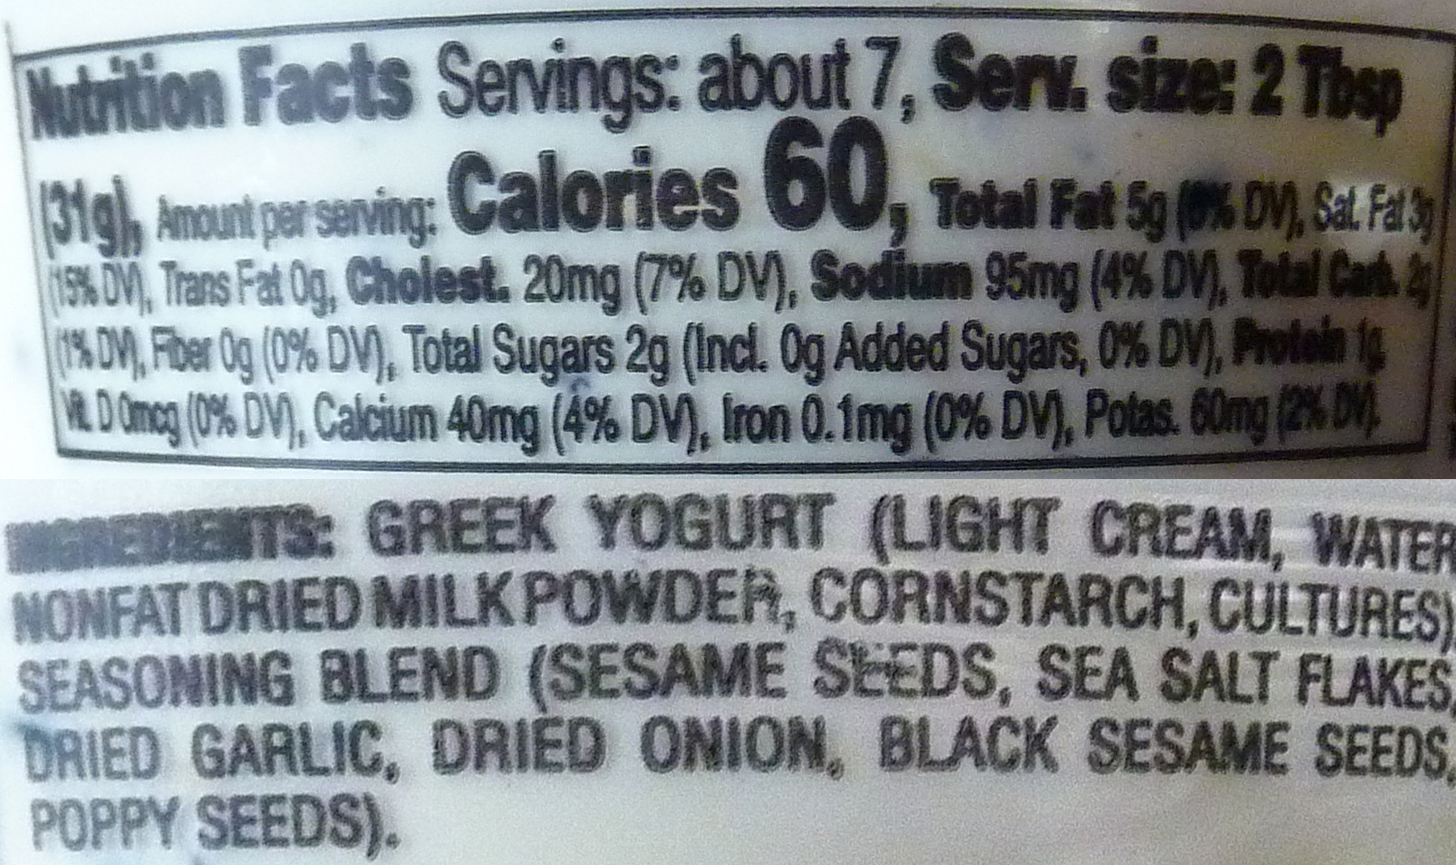 Nutrition Facts Servings: about 7, Serv. size: 2 Tbsp
(31g), Amount per serving: Calories 60, Total Fat 5g (6% DV), Sat. Fat 3g
(15% DV), Trans Fat 0g, Cholest. 20mg (7% DV), Sodium 95mg (4% DV), Total Carb. 2g
(1% DV), Fiber 0g (0% DV), Total Sugars 2g (Incl. 0g Added Sugars, 0% DV), Protein 1g,
Vit. D 0mcg (0% DV), Calcium 40mg (4% DV), Iron 0.1mg (0% DV), Potas. 60mg (2% DV).
INGREDIENTS: GREEK YOGURT (LIGHT CREAM, WATER
NONFAT DRIED MILK POWDER, CORNSTARCH, CULTURES)
SEASONING BLEND (SESAME SEEDS, SEA SALT FLAKES
DRIED GARLIC, DRIED ONION, BLACK SESAME SEEDS,
POPPY SEEDS).